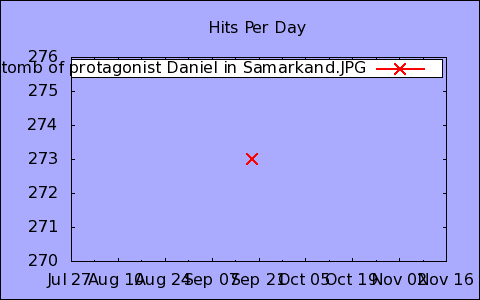 Hits Per Day
276
tomb of protagonist Daniel in Samarkand.JPG
275
274
273
272
271
270
Jul 27 Aug 10 Aug 24 Sep 07 Sep 21 Oct 05 Oct 19 Nov 02 Nov 16